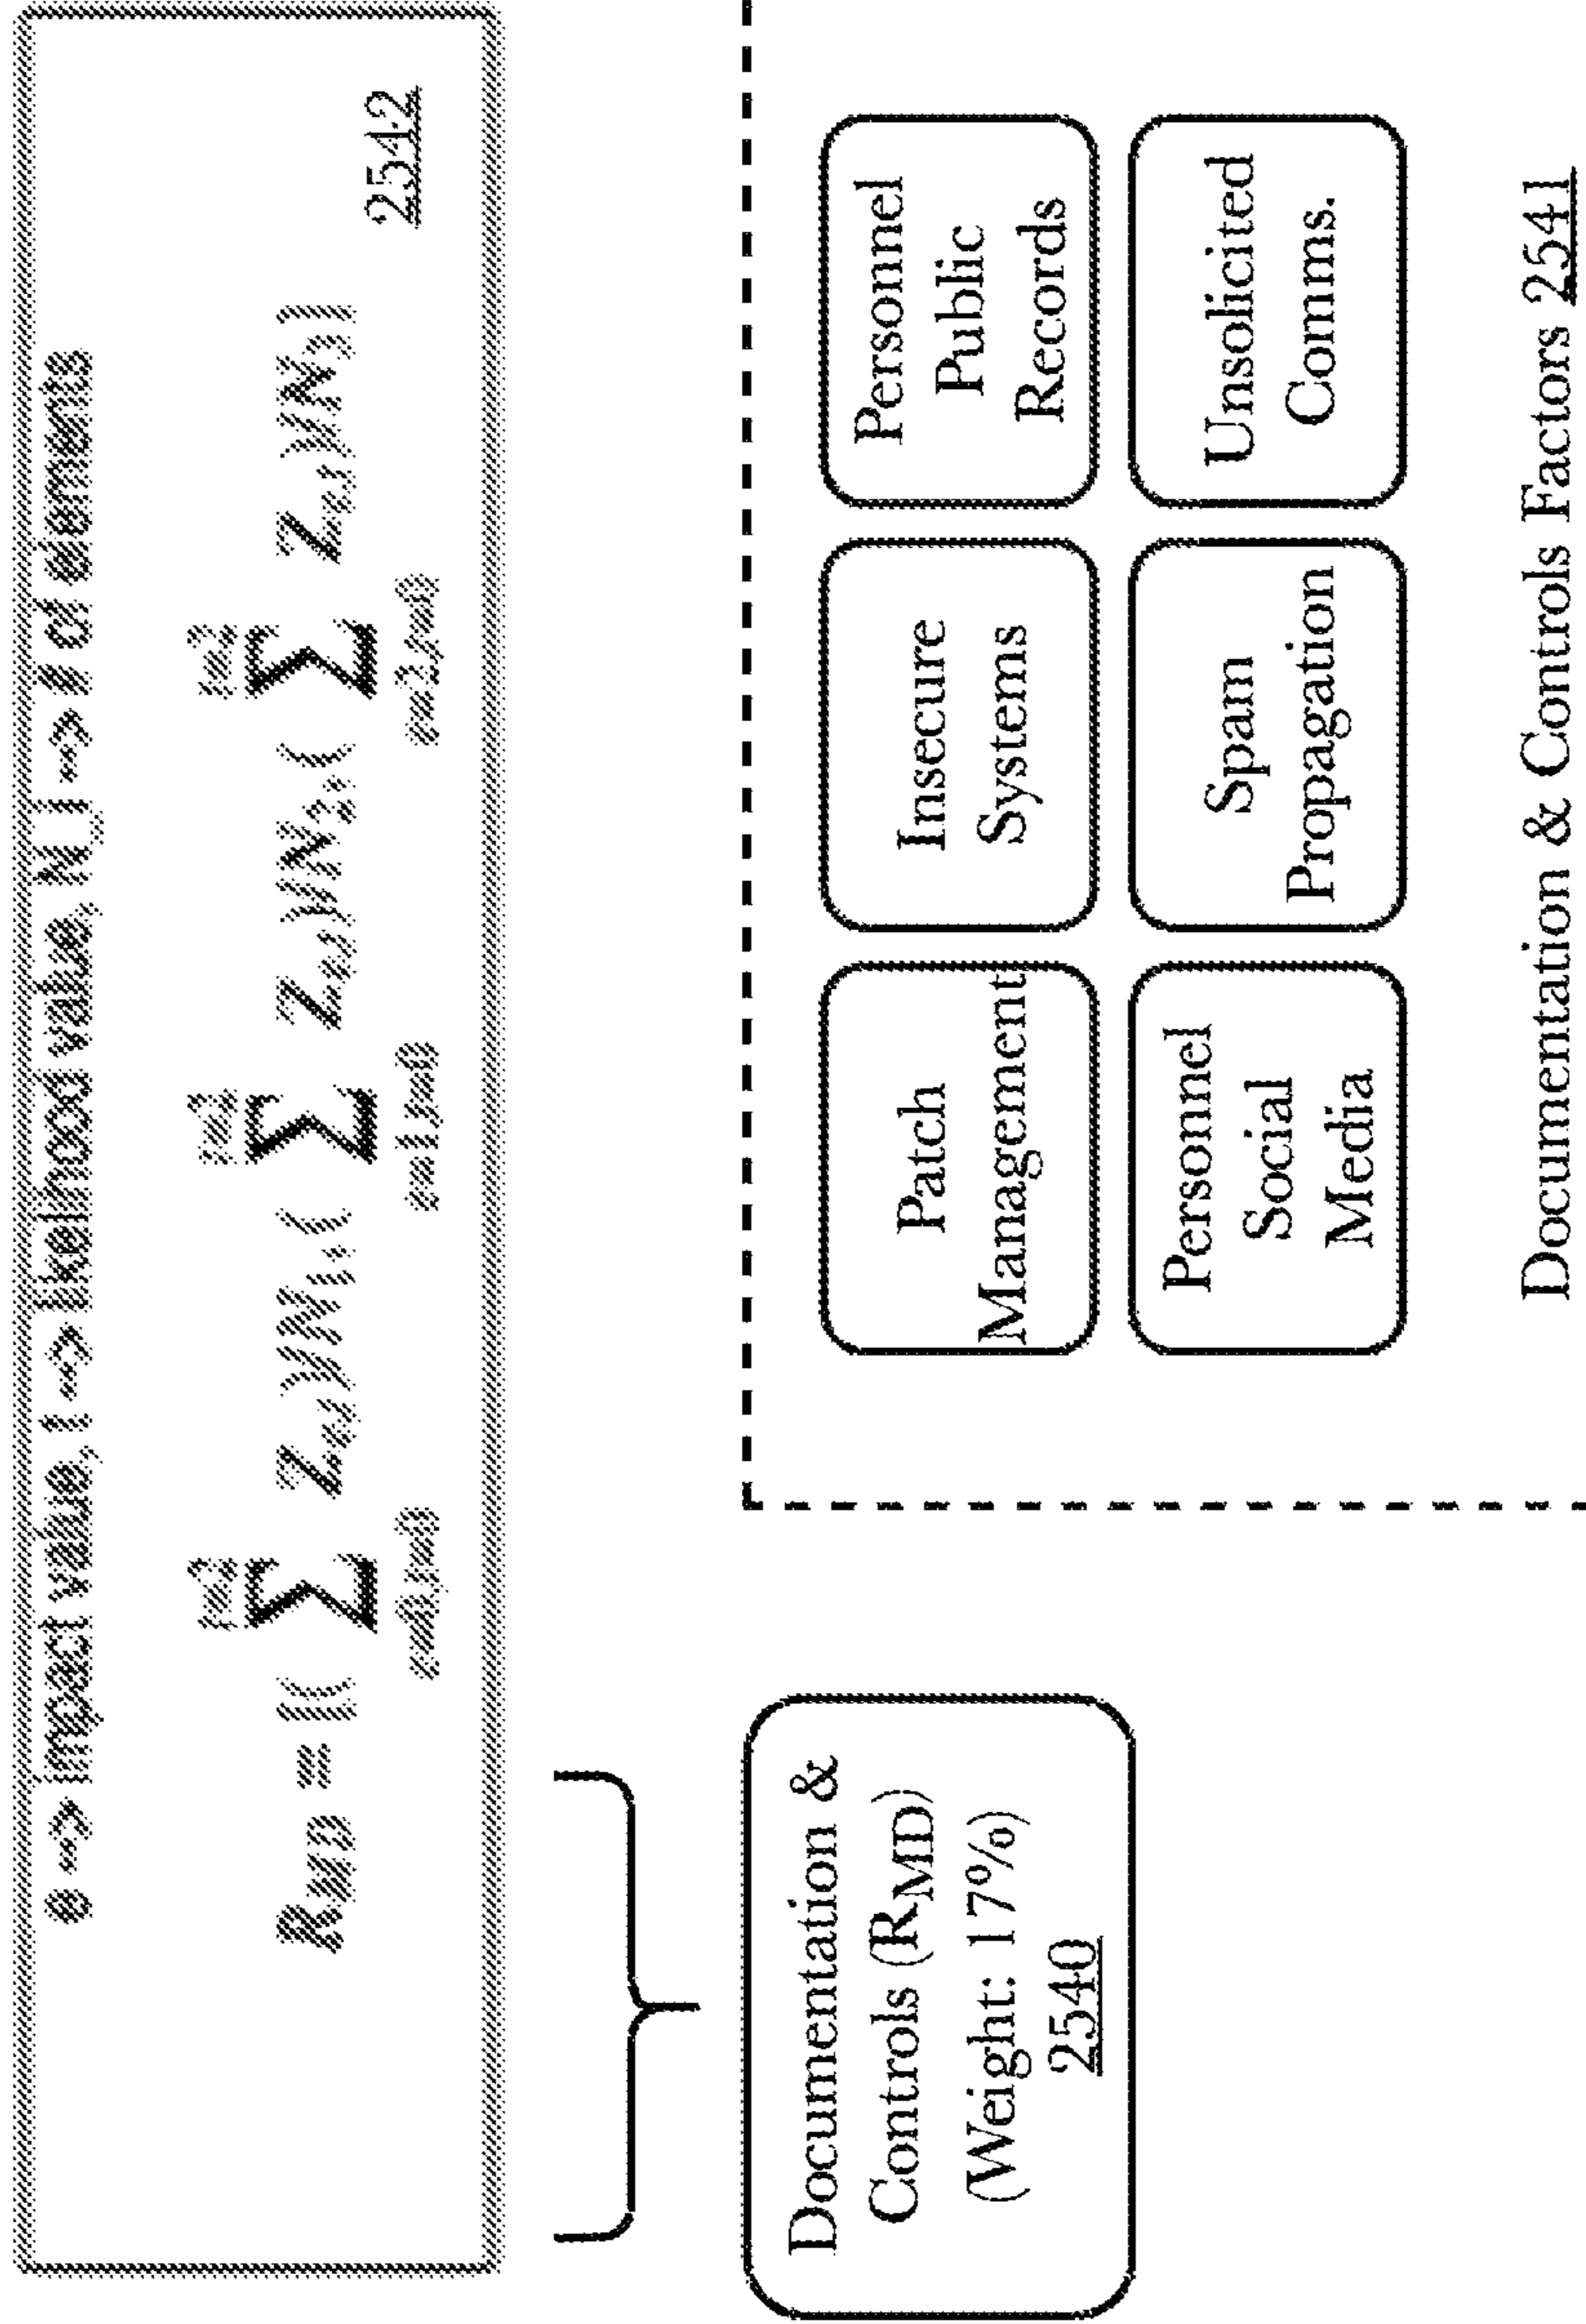 e --> impact value, l --> likelihood value, N_j --> # of elements
2542
Documentation &
Controls (RMD)
(Weight: 17%)
2540
Patch
Management
Insecure
Systems
Personnel
Public
Records
Personnel
Social
Media
Spam
Propagation
Unsolicited
Comms.
Documentation & Controls Factors 2541